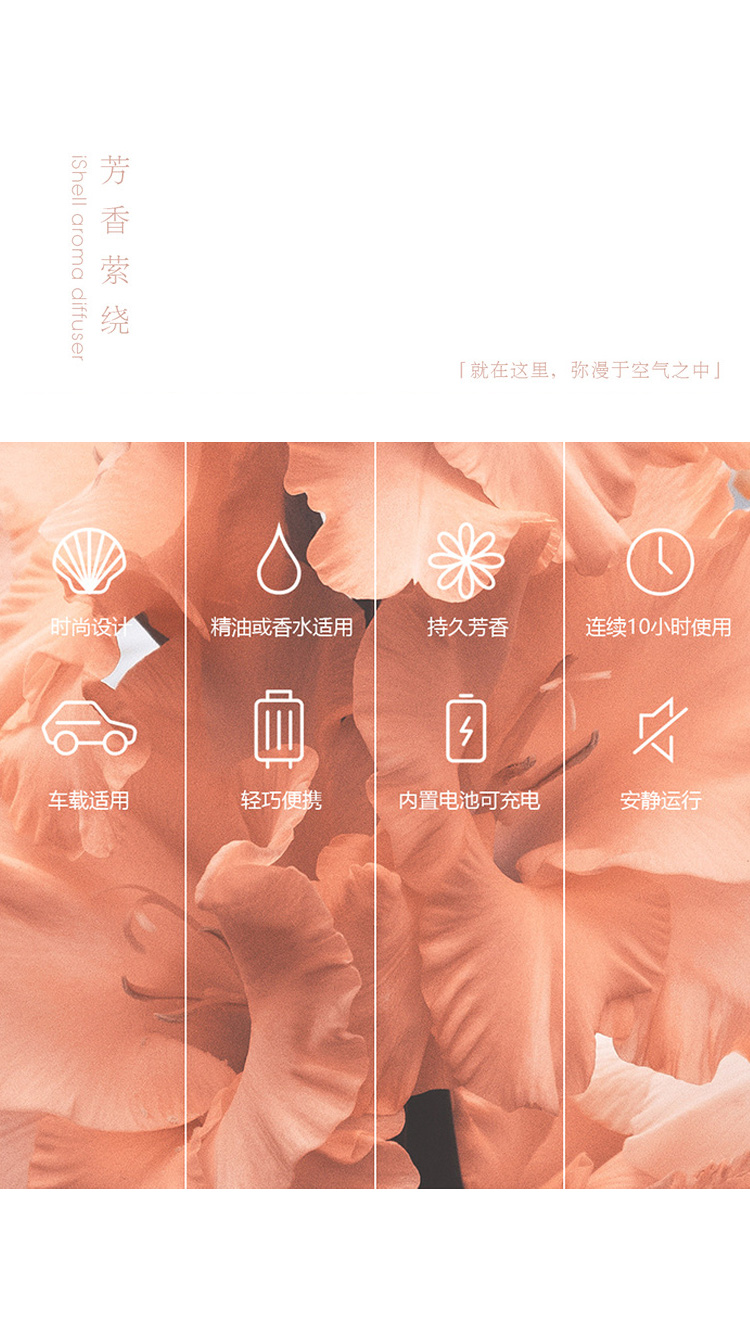 芳香萦绕
iShell aroma diffuser
「就在这里，弥漫于空气之中」
时尚设计
精油或香水适用
持久芳香
连续10小时使用
车载适用
轻巧便携
内置电池可充电
安静运行